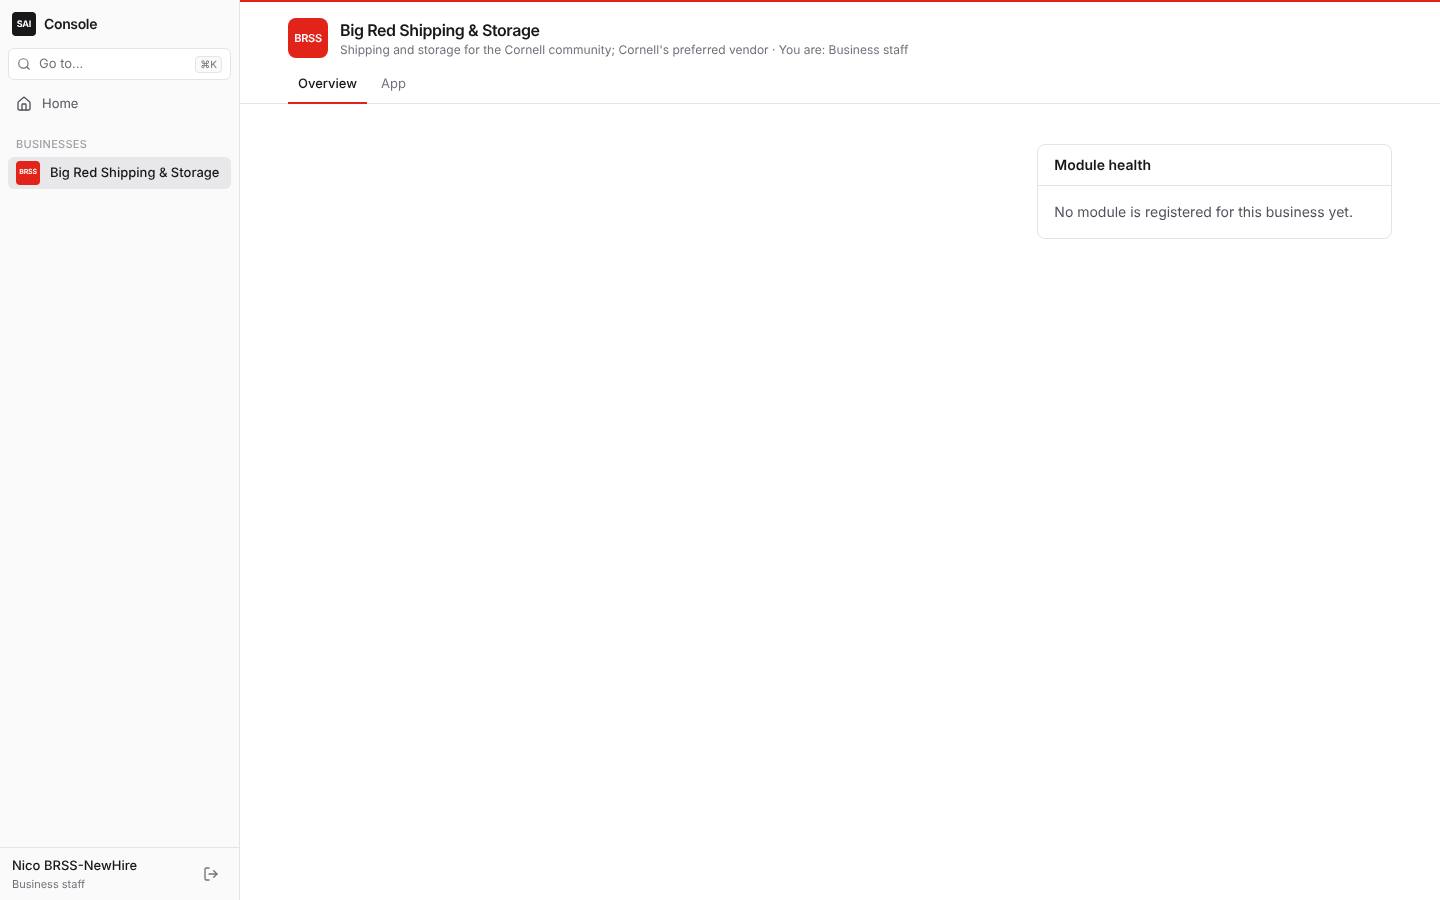 SAI Console
Go to... ⌘K
Home
BUSINESSES
BRSS Big Red Shipping & Storage
Nico BRSS-NewHire
Business staff
BRSS
Big Red Shipping & Storage
Shipping and storage for the Cornell community; Cornell's preferred vendor · You are: Business staff
Overview App
Module health
No module is registered for this business yet.